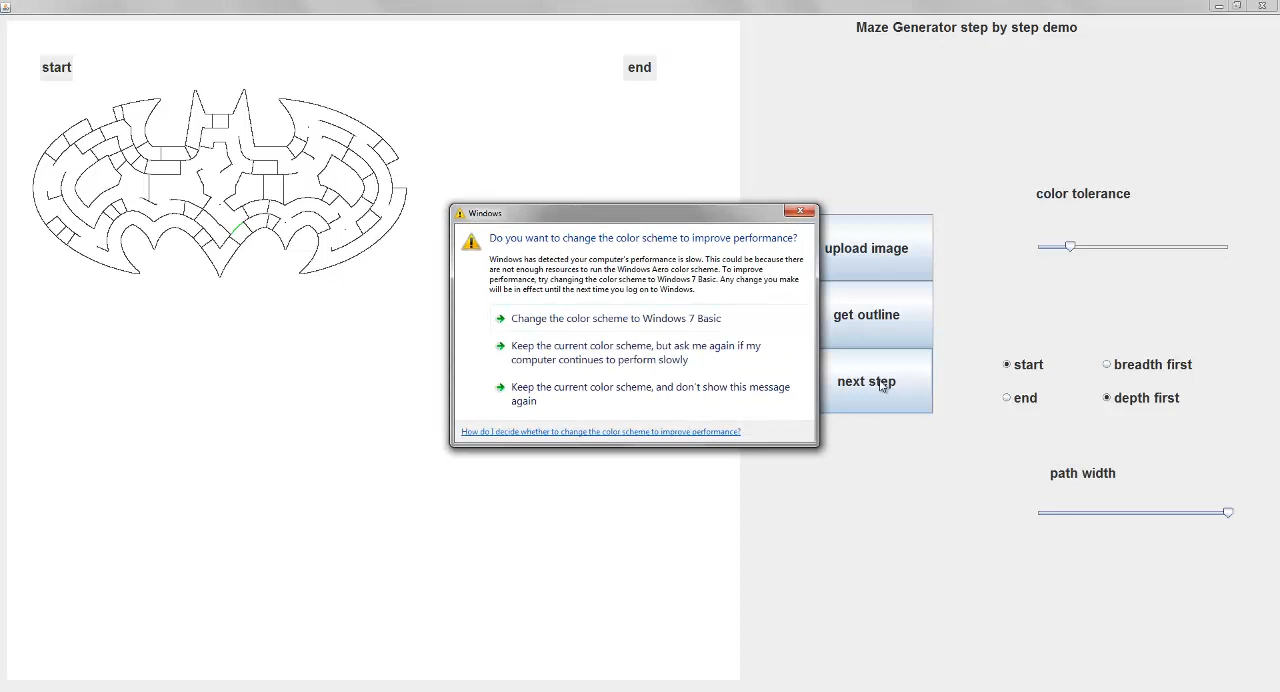 Maze Generator step by step demo
start
end
color tolerance
Windows
Do you want to change the color scheme to improve performance?
Windows has detected your computer's performance is slow. This could be because there
are not enough resources to run the Windows Aero color scheme. To improve
performance, try changing the color scheme to Windows 7 Basic. Any change you make
will be in effect until the next time you log on to Windows.
Change the color scheme to Windows 7 Basic
Keep the current color scheme, but ask me again if my
computer continues to perform slowly
Keep the current color scheme, and don't show this message
again
How do I decide whether to change the color scheme to improve performance?
upload image
get outline
next step
start
breadth first
end
depth first
path width